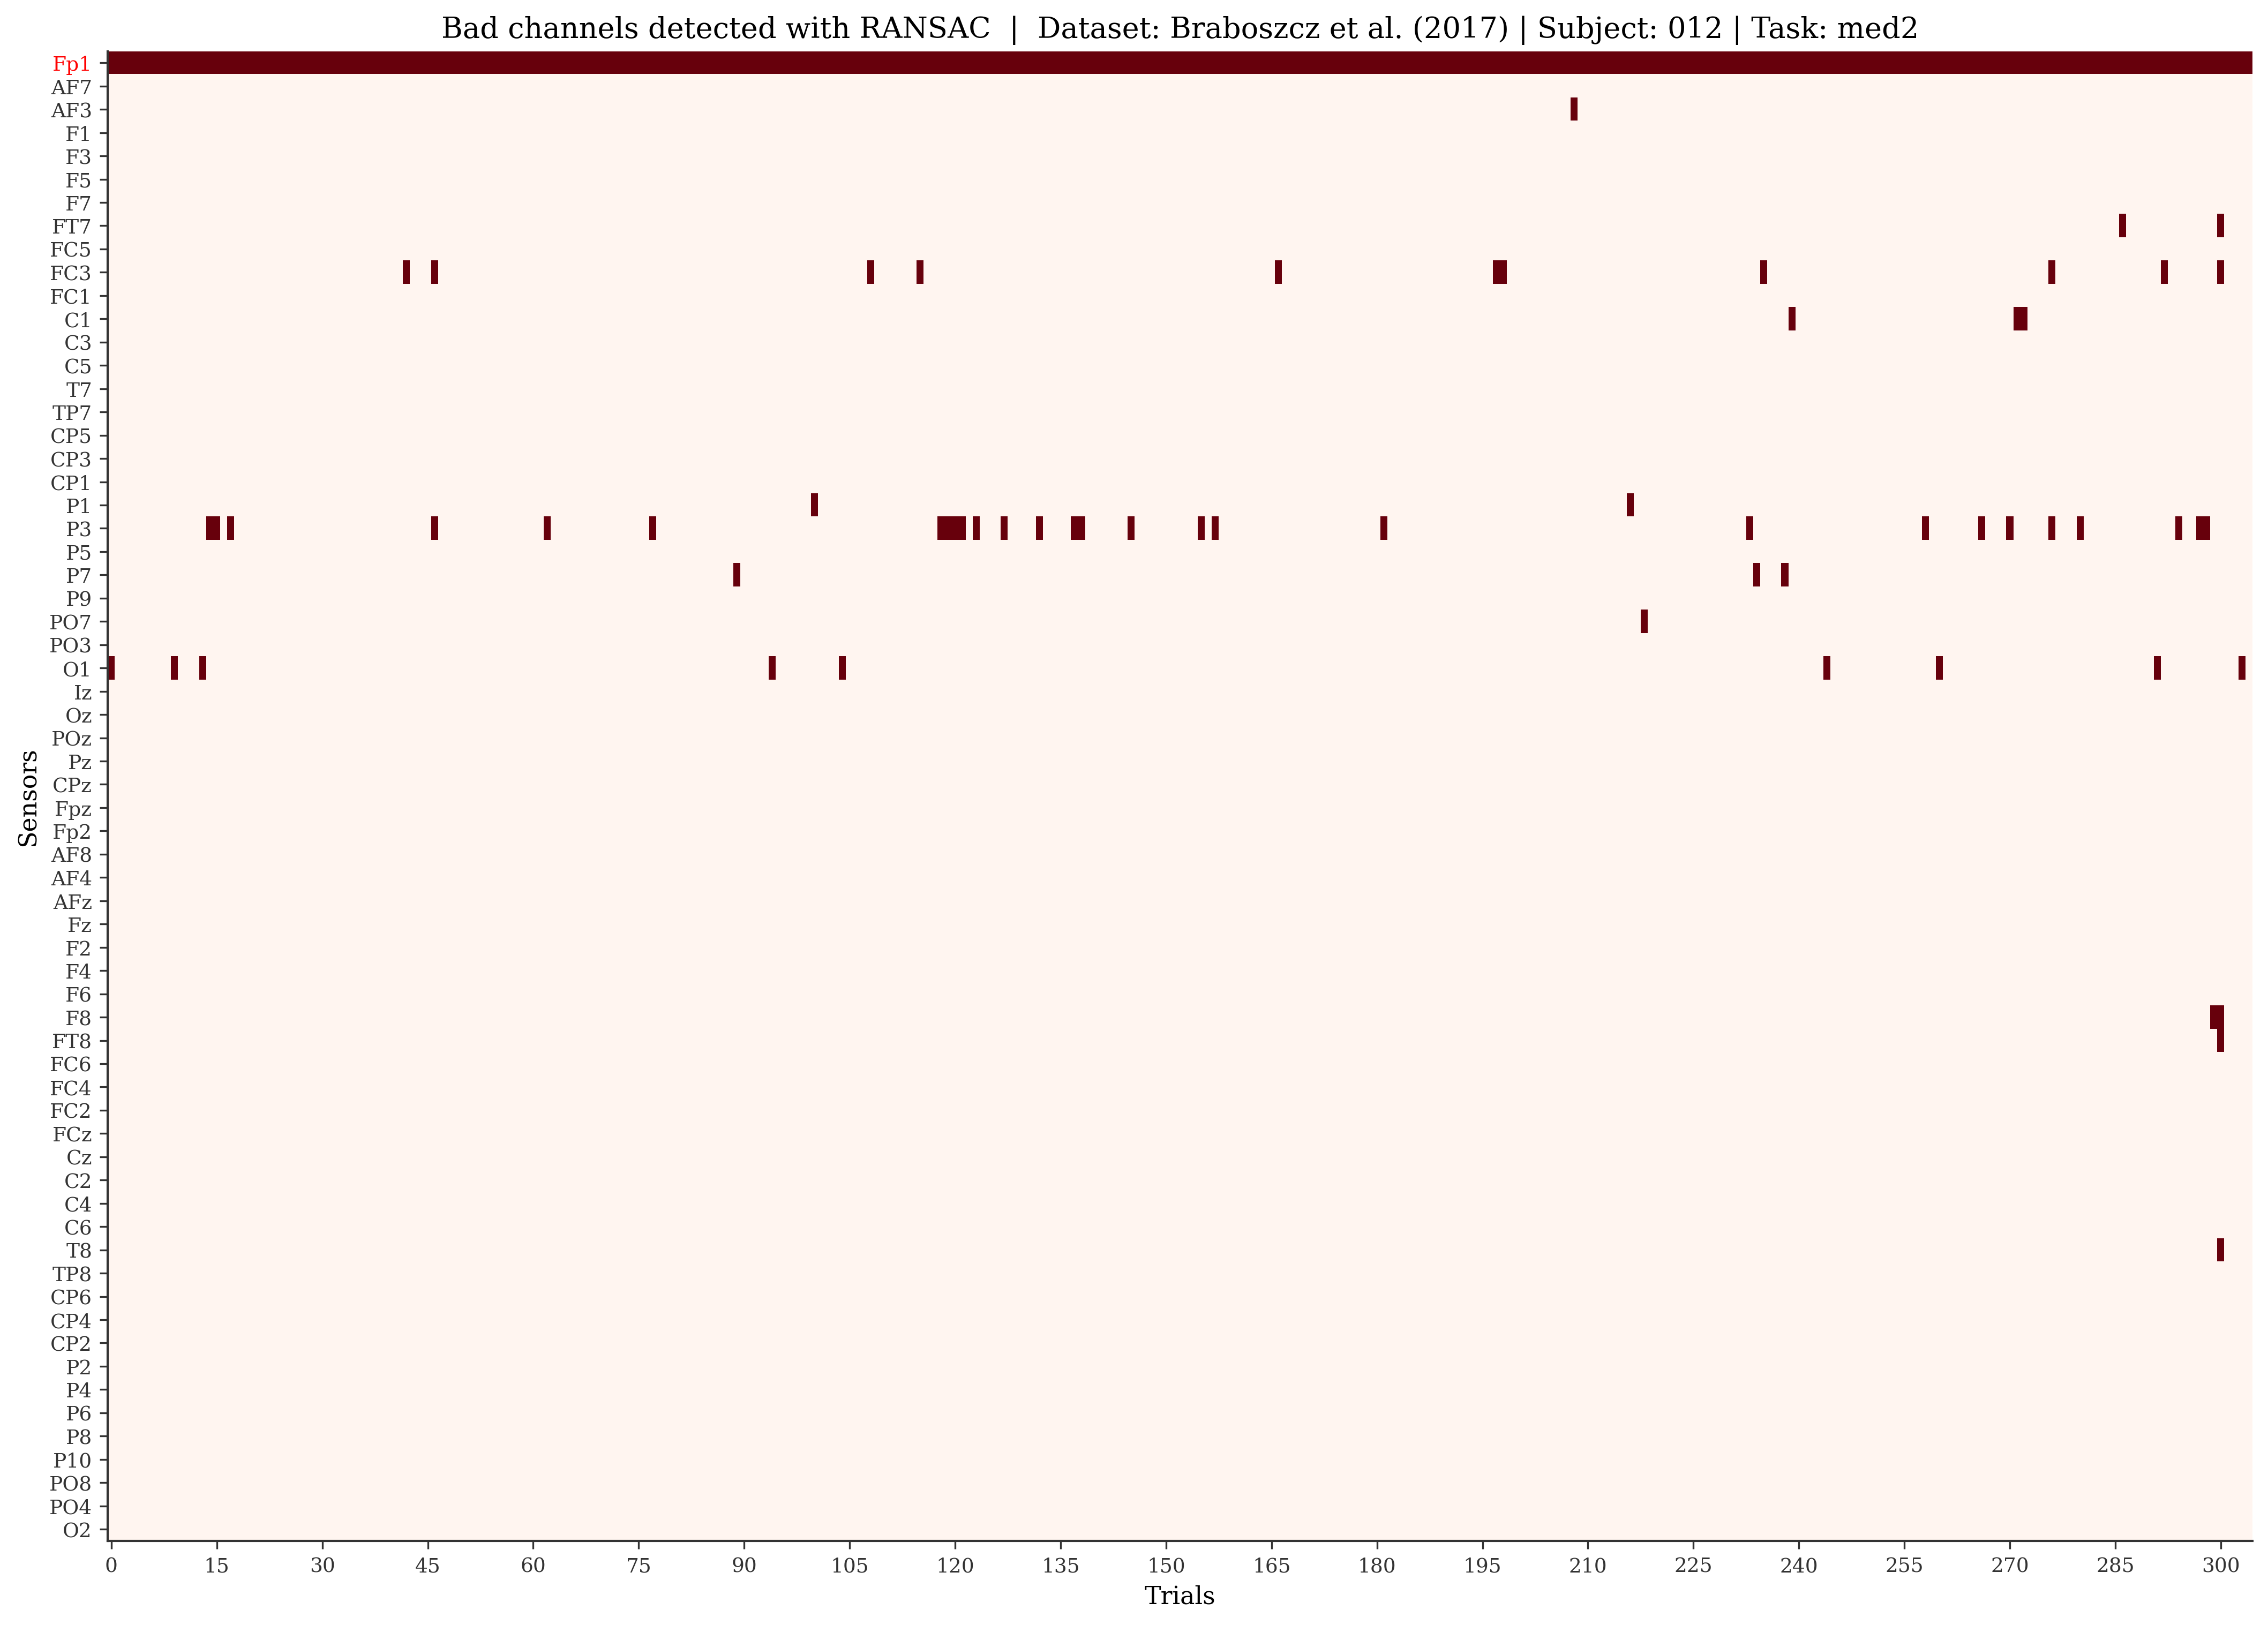 Bad channels detected with RANSAC | Dataset: Braboszcz et al. (2017) | Subject: 012 | Task: med2
Sensors
Fp1
AF7
AF3
F1
F3
F5
F7
FT7
FC5
FC3
FC1
C1
C3
C5
T7
TP7
CP5
CP3
CP1
P1
P3
P5
P7
P9
PO7
PO3
O1
Iz
Oz
POz
Pz
CPz
Fpz
Fp2
AF8
AF4
AFz
Fz
F2
F4
F6
F8
FT8
FC6
FC4
FC2
FCz
Cz
C2
C4
C6
T8
TP8
CP6
CP4
CP2
P2
P4
P6
P8
P10
PO8
PO4
O2
0 15 30 45 60 75 90 105 120 135 150 165 180 195 210 225 240 255 270 285 300
Trials